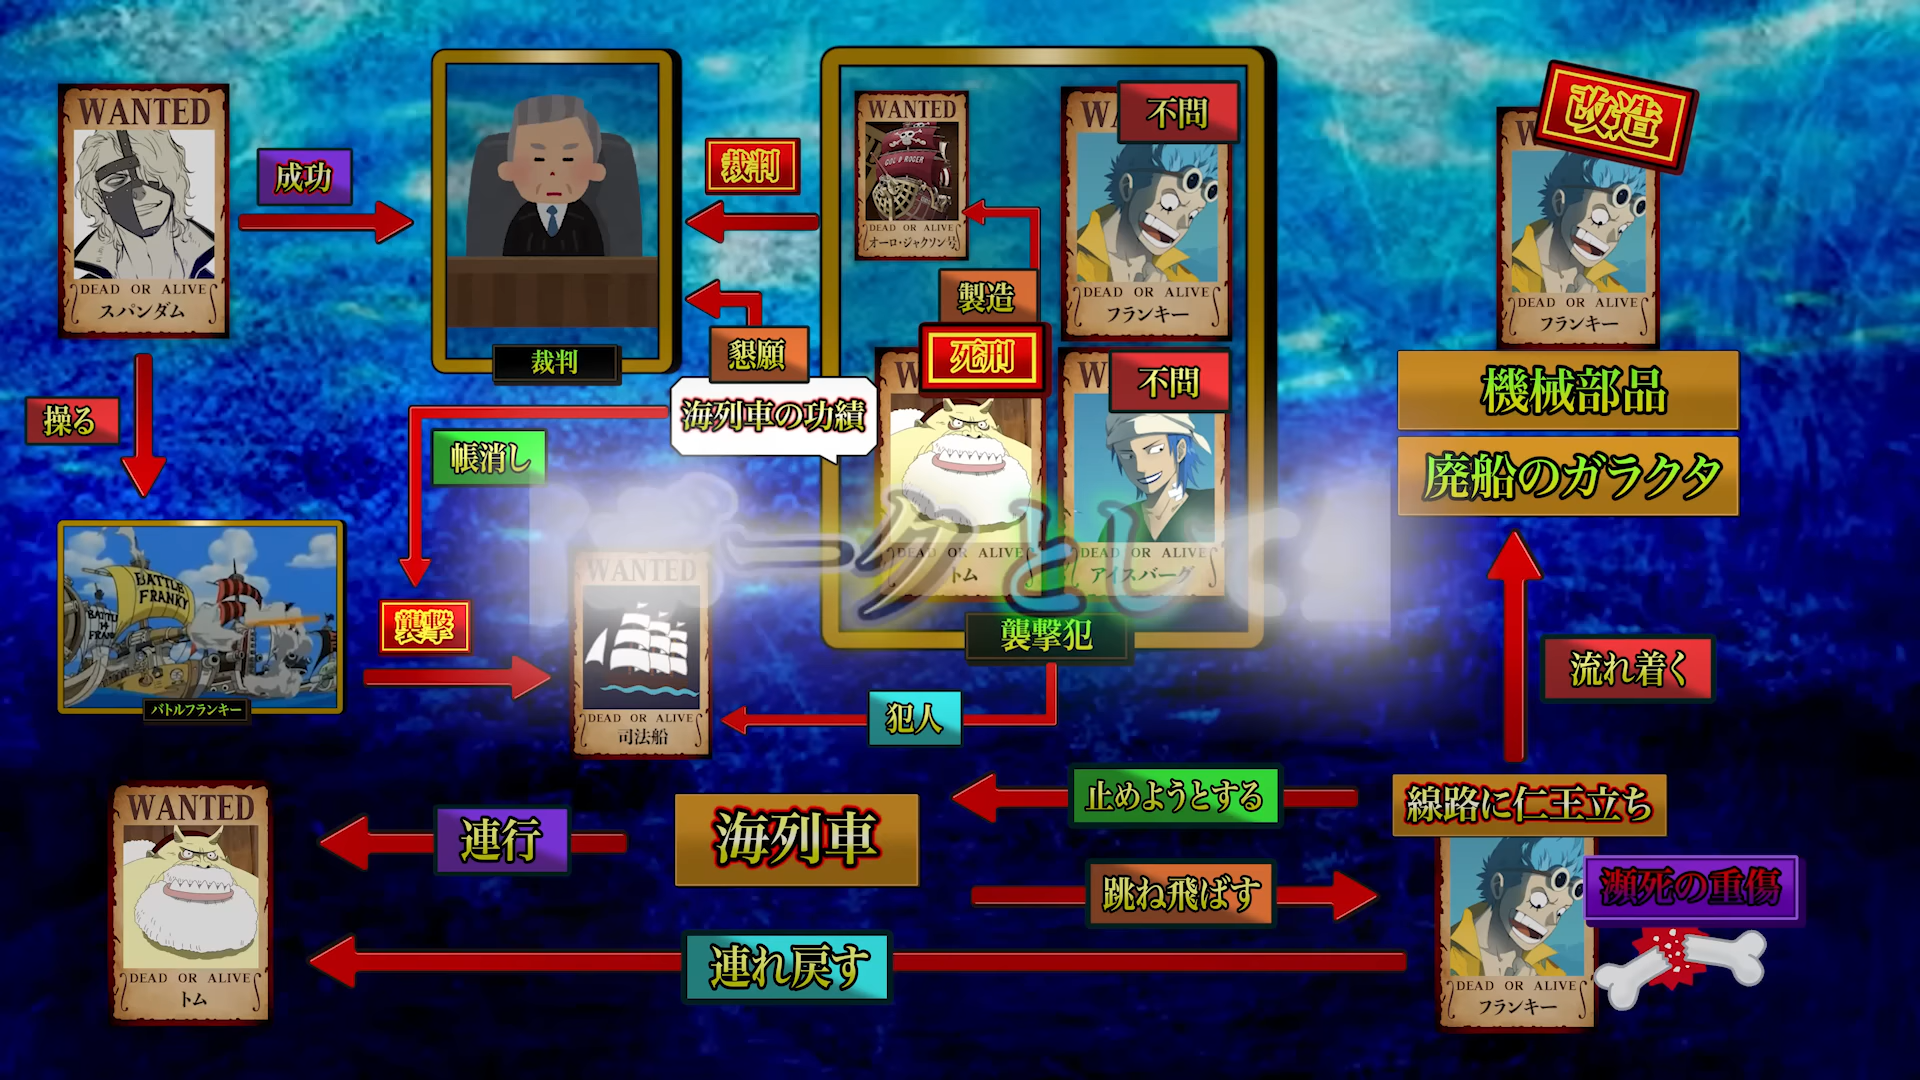 WANTED
DEAD OR ALIVE
スパンダム
成功
操る
裁判
裁判
懇願
海列車の功績
帳消し
WANTED
GOL D ROGER
DEAD OR ALIVE
オーロ・ジャクソン号
製造
不問
DEAD OR ALIVE
フランキー
死刑
DEAD OR ALIVE
トム
不問
DEAD OR ALIVE
アイスバーグ
襲撃犯
ークとして
犯人
BATTLE
FRANKY
バトルフランキー
襲撃
WANTED
DEAD OR ALIVE
司法船
改造
DEAD OR ALIVE
フランキー
機械部品
廃船のガラクタ
流れ着く
線路に仁王立ち
止めようとする
海列車
連行
跳ね飛ばす
連れ戻す
WANTED
DEAD OR ALIVE
トム
瀕死の重傷
DEAD OR ALIVE
フランキー